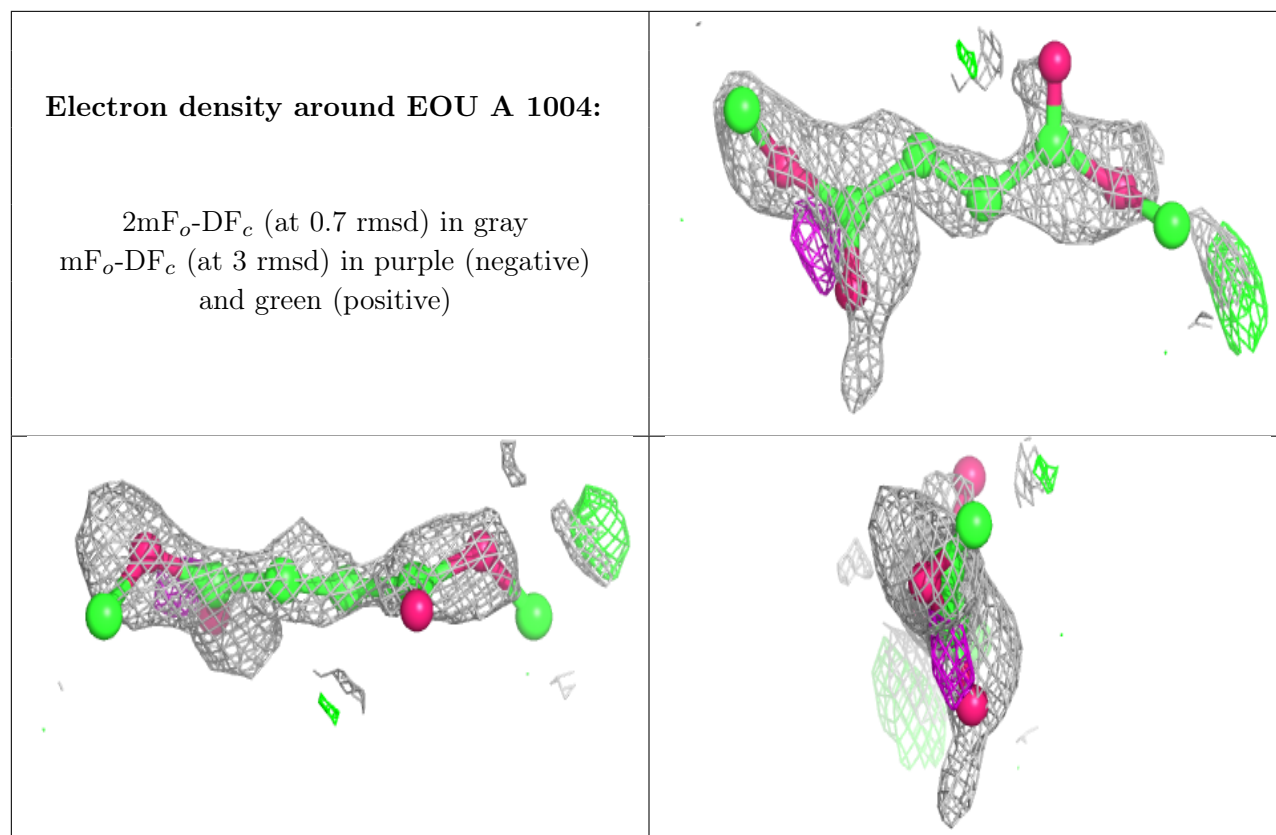 Electron density around EOU A 1004:
2mFo-DFc (at 0.7 rmsd) in gray
mFo-DFc (at 3 rmsd) in purple (negative)
and green (positive)